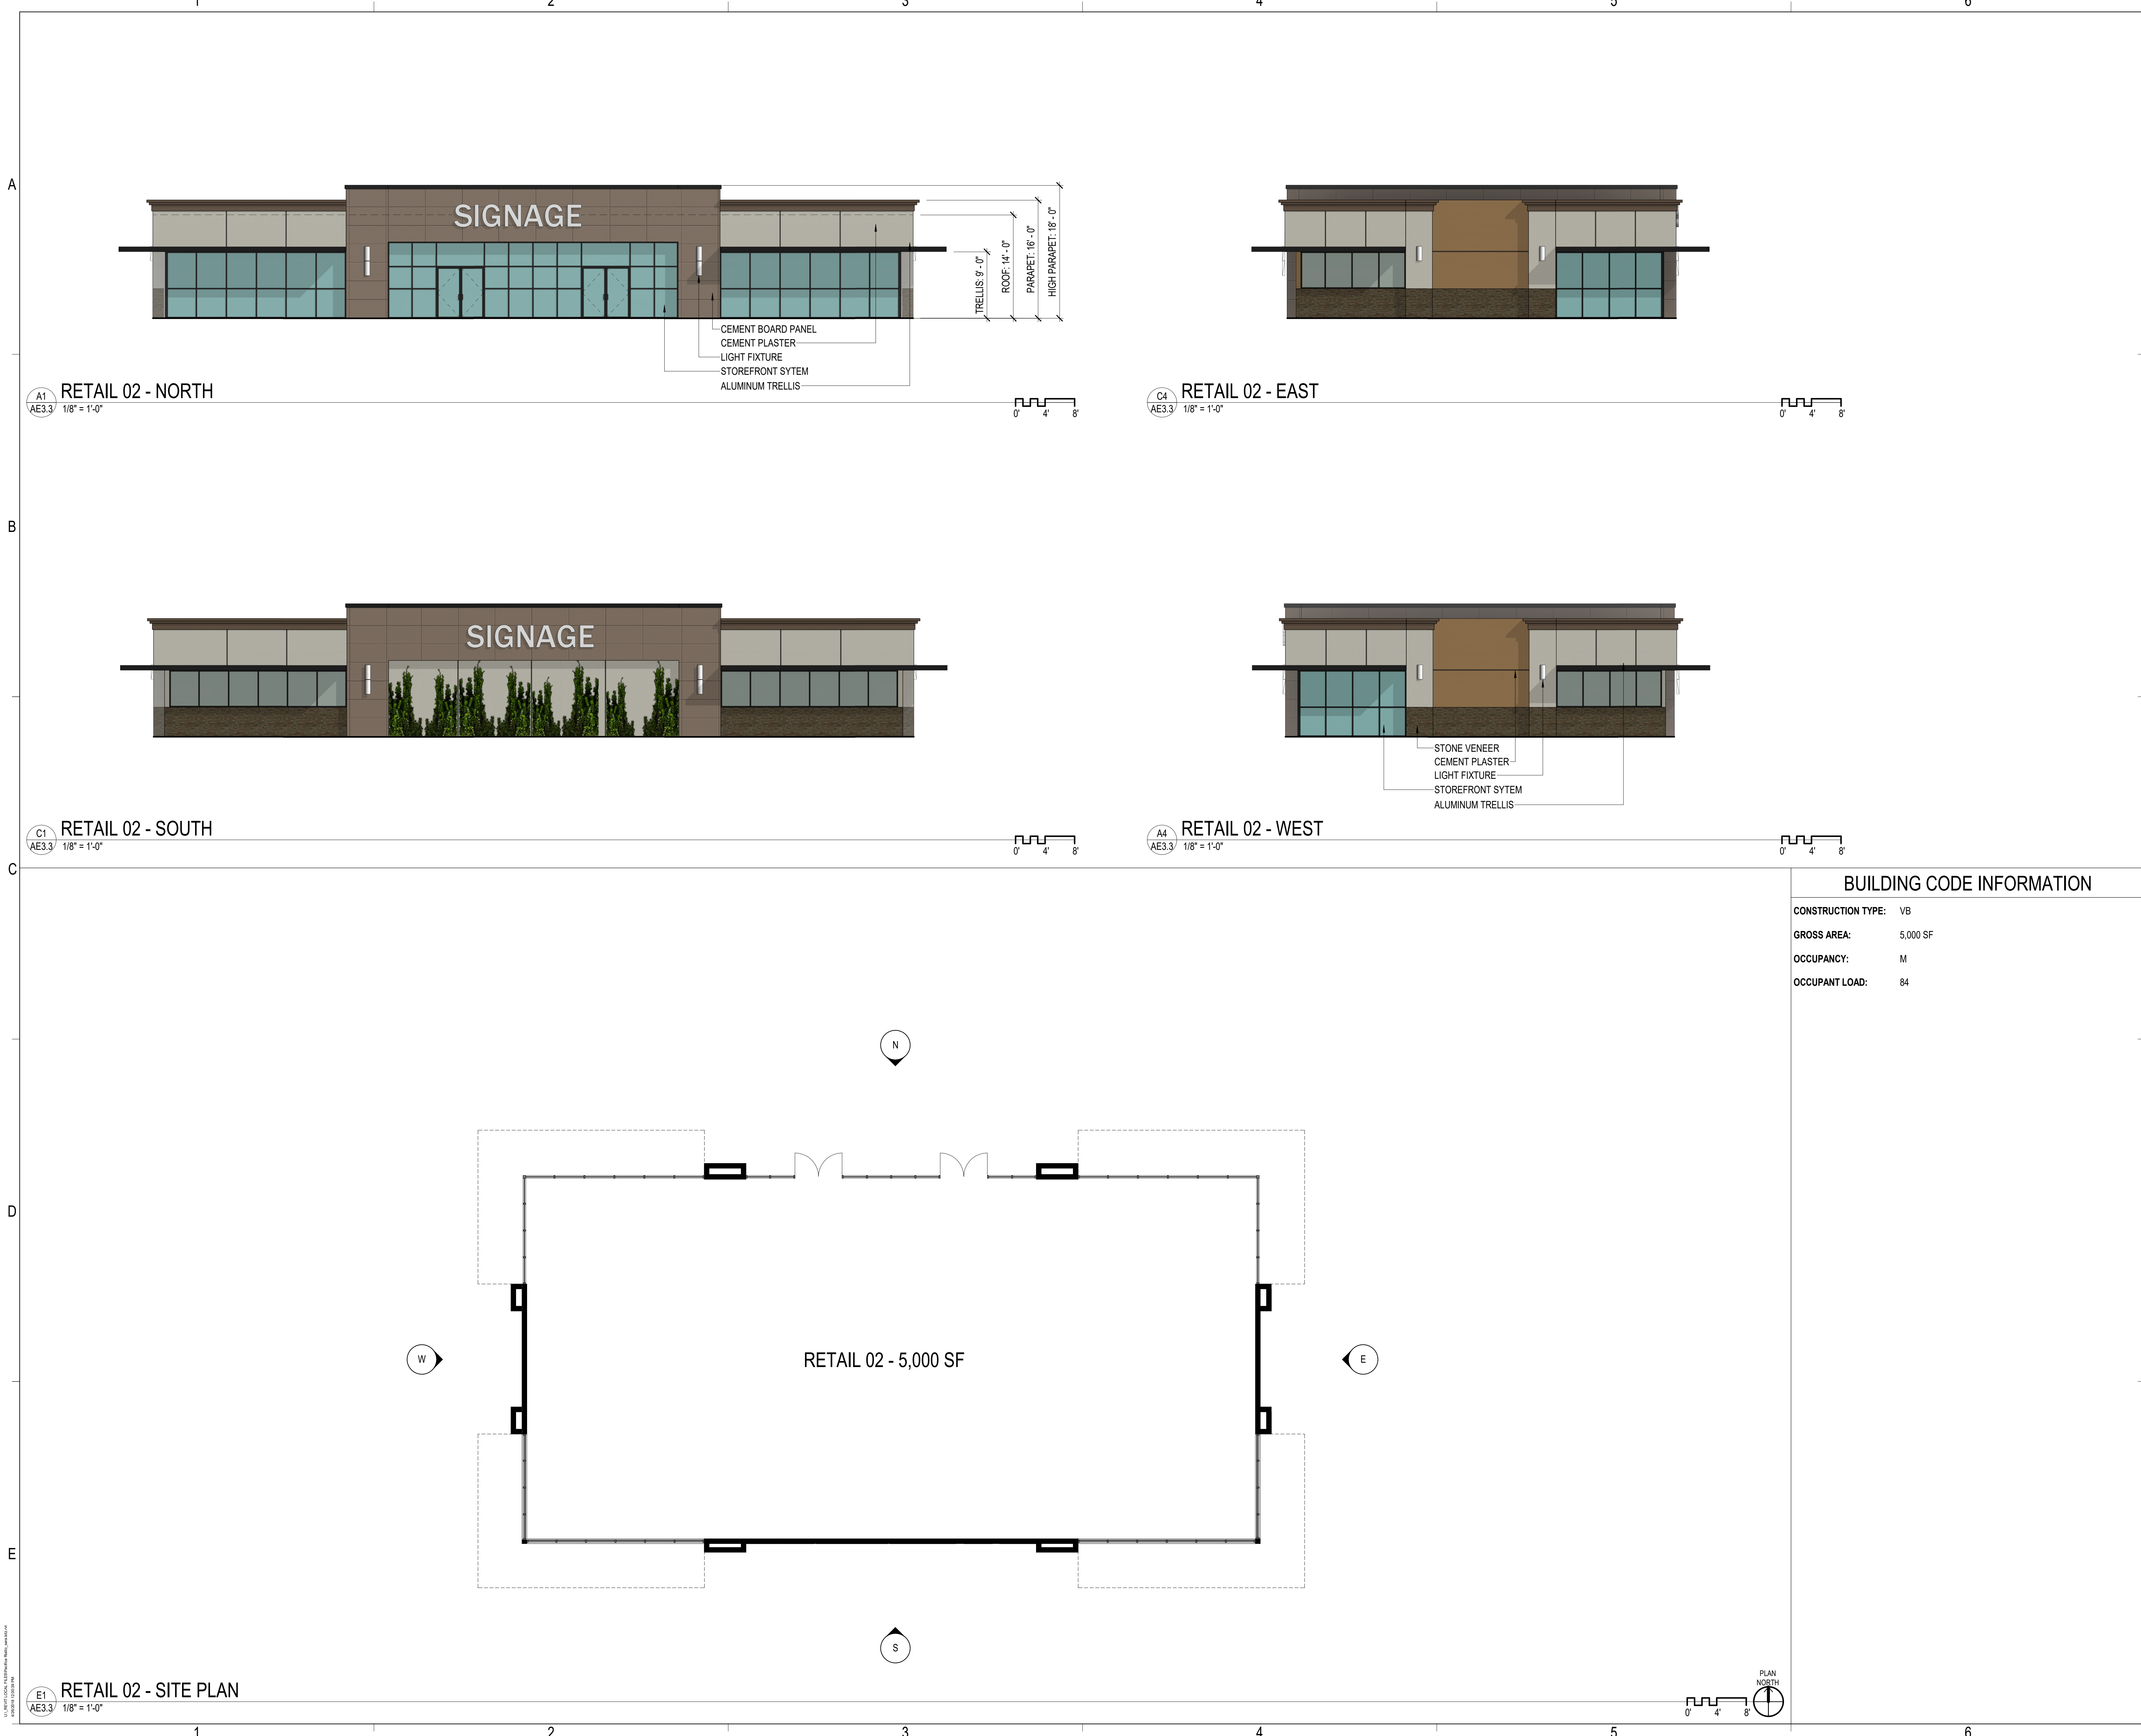 1 2 3 4 5 6
A
SIGNAGE
TRELLIS: 9' - 0"
ROOF: 14' - 0"
PARAPET: 16' - 0"
HIGH PARAPET: 18' - 0"
CEMENT BOARD PANEL
CEMENT PLASTER
LIGHT FIXTURE
STOREFRONT SYTEM
ALUMINUM TRELLIS
A1
AE3.3
RETAIL 02 - NORTH
1/8" = 1'-0"
0' 4' 8'
C4
AE3.3
RETAIL 02 - EAST
1/8" = 1'-0"
0' 4' 8'
B
SIGNAGE
STONE VENEER
CEMENT PLASTER
LIGHT FIXTURE
STOREFRONT SYTEM
ALUMINUM TRELLIS
C1
AE3.3
RETAIL 02 - SOUTH
1/8" = 1'-0"
0' 4' 8'
A4
AE3.3
RETAIL 02 - WEST
1/8" = 1'-0"
0' 4' 8'
C
BUILDING CODE INFORMATION
CONSTRUCTION TYPE: VB
GROSS AREA: 5,000 SF
OCCUPANCY: M
OCCUPANT LOAD: 84
N
D
W
RETAIL 02 - 5,000 SF
E
E
S
E1
AE3.3
RETAIL 02 - SITE PLAN
1/8" = 1'-0"
0' 4' 8'
PLAN
NORTH
1 2 3 4 5 6